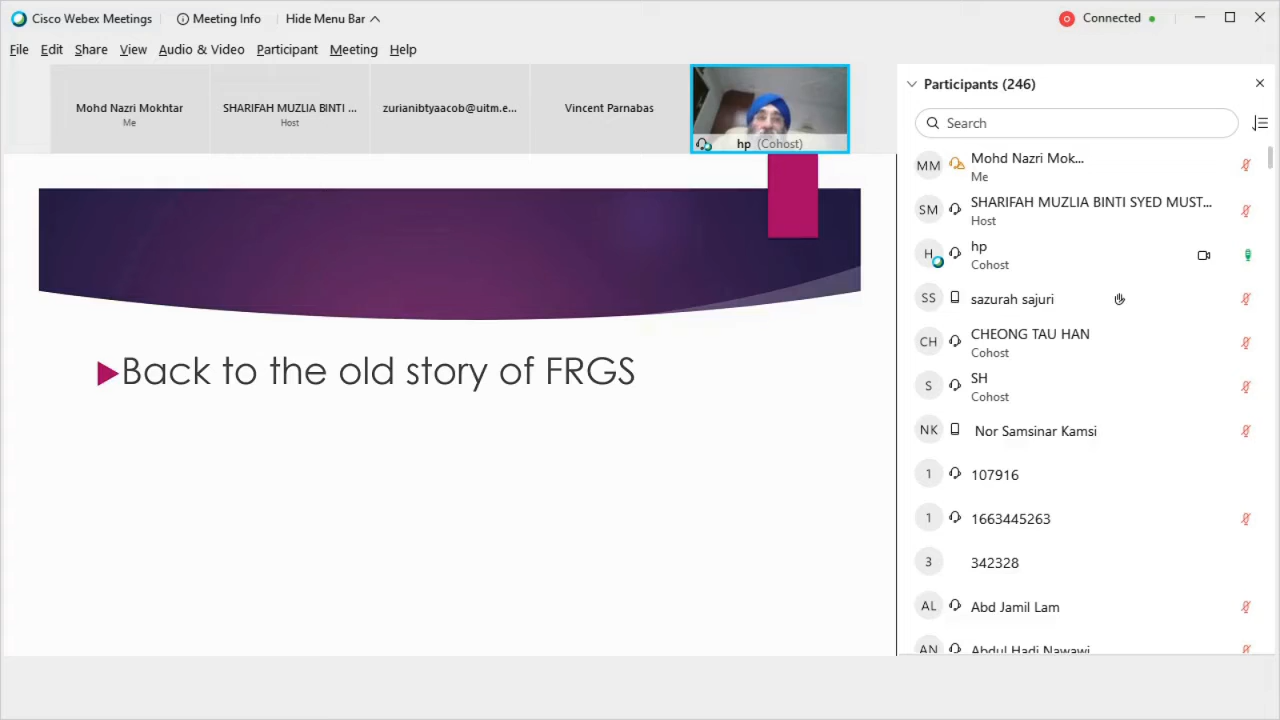 Cisco Webex Meetings
Meeting Info
Hide Menu Bar
Connected
File Edit Share View Audio & Video Participant Meeting Help
Mohd Nazri Mokhtar
Me
SHARIFAH MUZLIA BINTI ...
Host
zurianibtyaacob@uitm.e...
Vincent Parnabas
hp (Cohost)
Back to the old story of FRGS
Participants (246)
Search
MM Mohd Nazri Mok...
Me
SM SHARIFAH MUZLIA BINTI SYED MUST...
Host
H hp
Cohost
SS sazurah sajuri
CH CHEONG TAU HAN
Cohost
S SH
Cohost
NK Nor Samsinar Kamsi
1 107916
1 1663445263
3 342328
AL Abd Jamil Lam
AN Abdul Hadi Nawawi